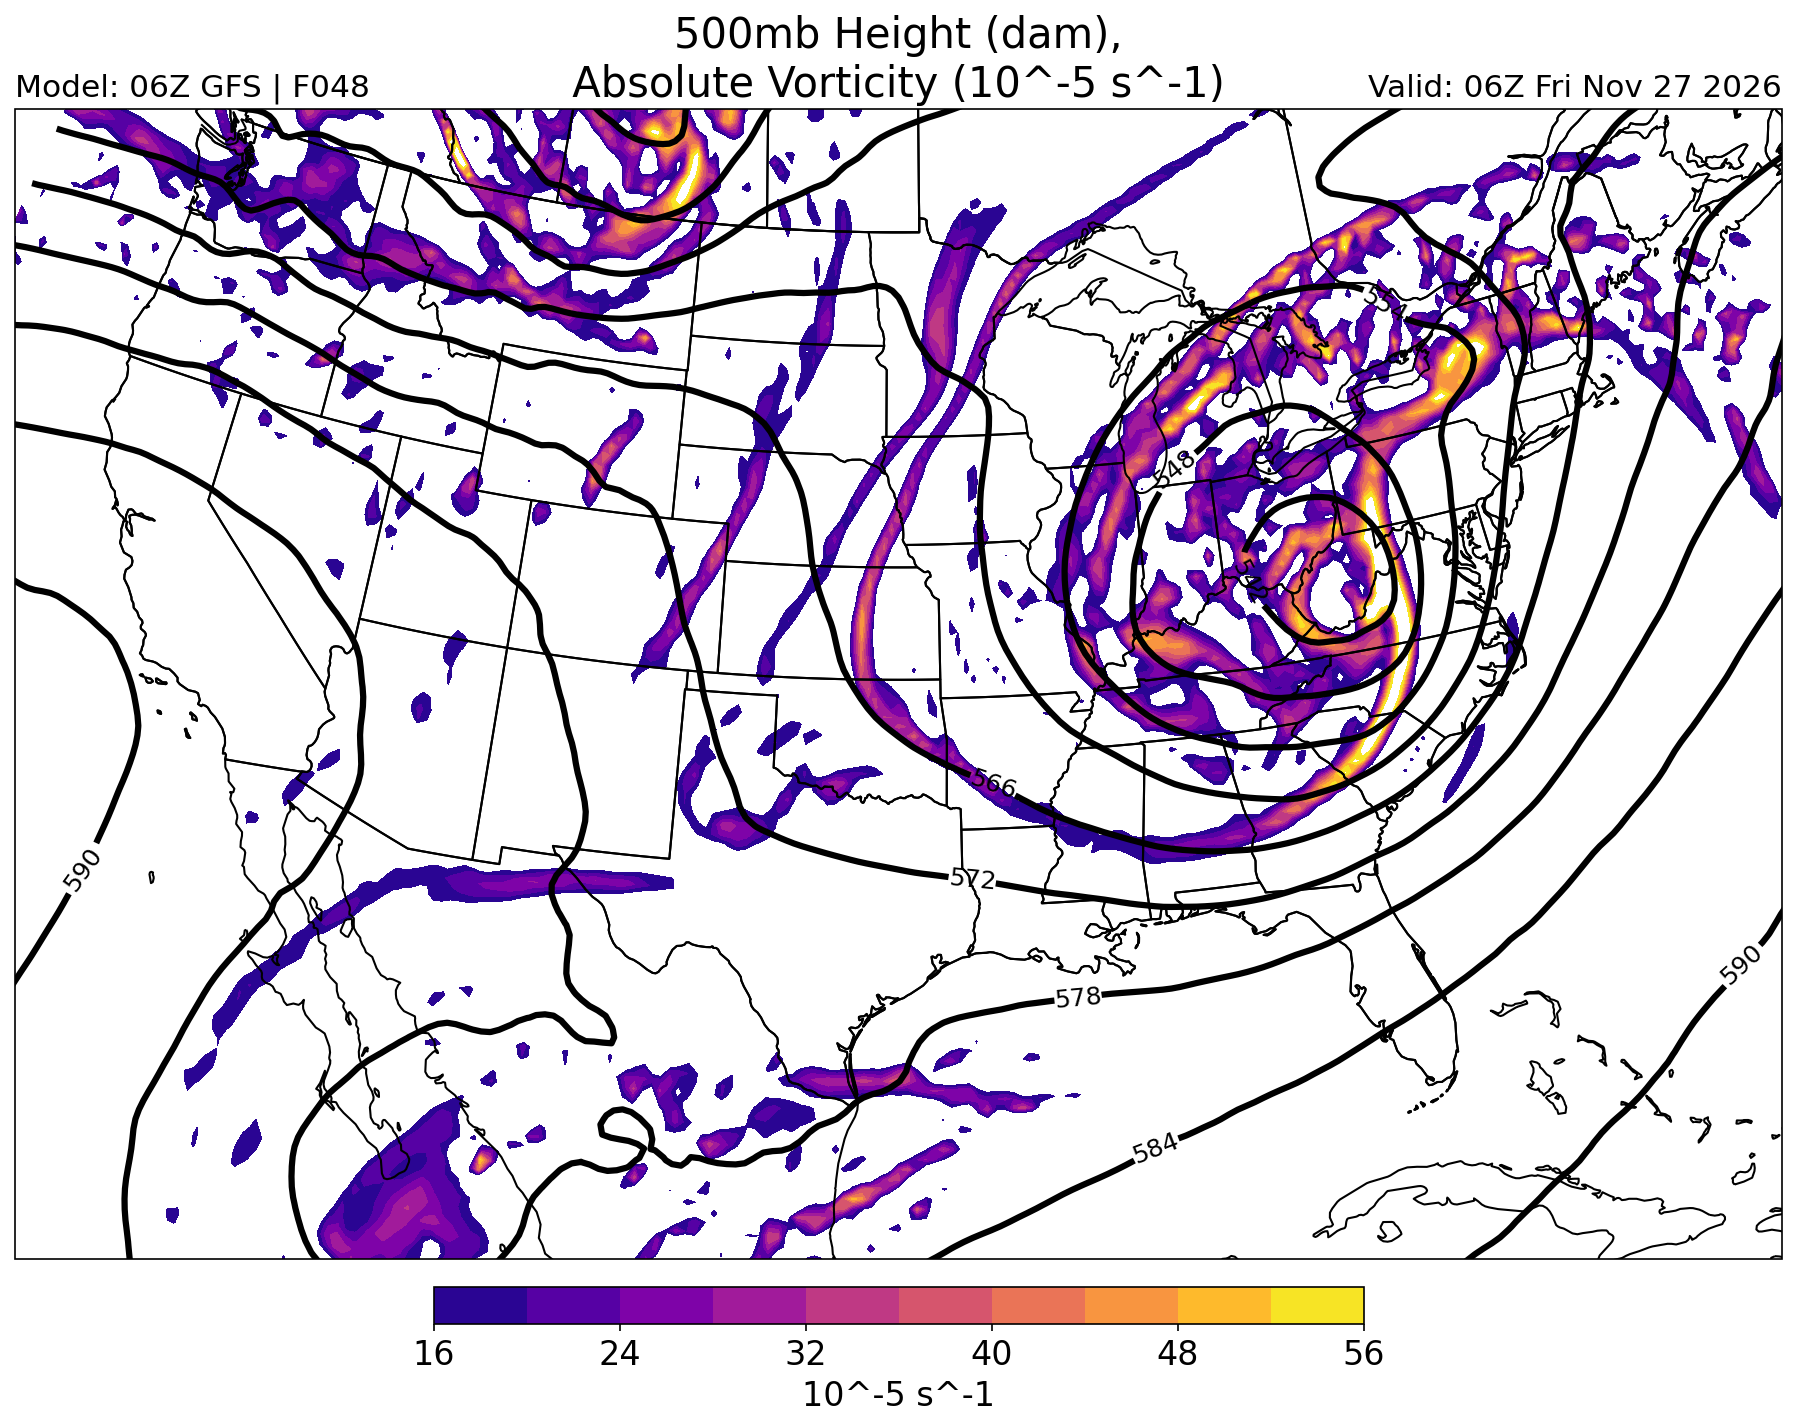 500mb Height (dam),
Model: 06Z GFS | F048
Absolute Vorticity (10^-5 s^-1)
Valid: 06Z Fri Nov 27 2026
548
566
572
578
584
590
590
16 24 32 40 48 56
10^-5 s^-1